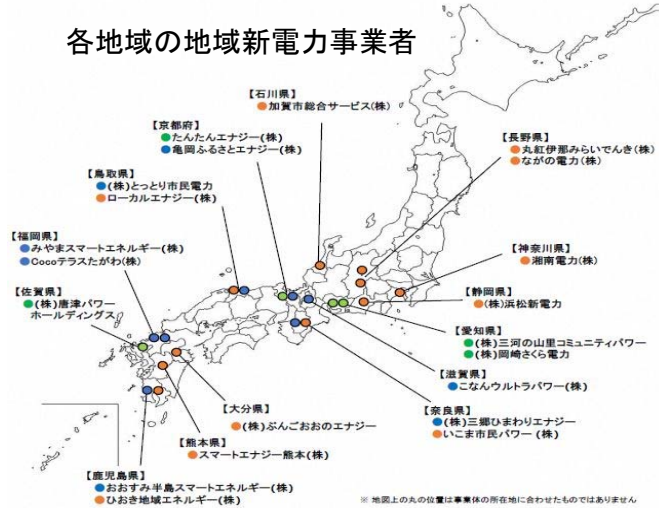 各地域の地域新電力事業者
【石川県】
加賀市総合サービス(株)
【京都府】
たんたんエナジー(株)
亀岡ふるさとエナジー(株)
【長野県】
丸紅伊那みらいでんき(株)
ながの電力(株)
【鳥取県】
(株)とっとり市民電力
ローカルエナジー(株)
【福岡県】
みやまスマートエネルギー(株)
Cocoテラスたがわ(株)
【神奈川県】
湘南電力(株)
【佐賀県】
(株)唐津パワー
ホールディングス
【静岡県】
(株)浜松新電力
【愛知県】
(株)三河の山里コミュニティパワー
(株)岡崎さくら電力
【滋賀県】
こなんウルトラパワー(株)
【大分県】
(株)ぶんごおおのエナジー
【奈良県】
(株)三郷ひまわりエナジー
いこま市民パワー(株)
【熊本県】
スマートエナジー熊本(株)
【鹿児島県】
おおすみ半島スマートエネルギー(株)
ひおき地域エネルギー(株)
※ 地図上の丸の位置は事業体の所在地に合わせたものではありません